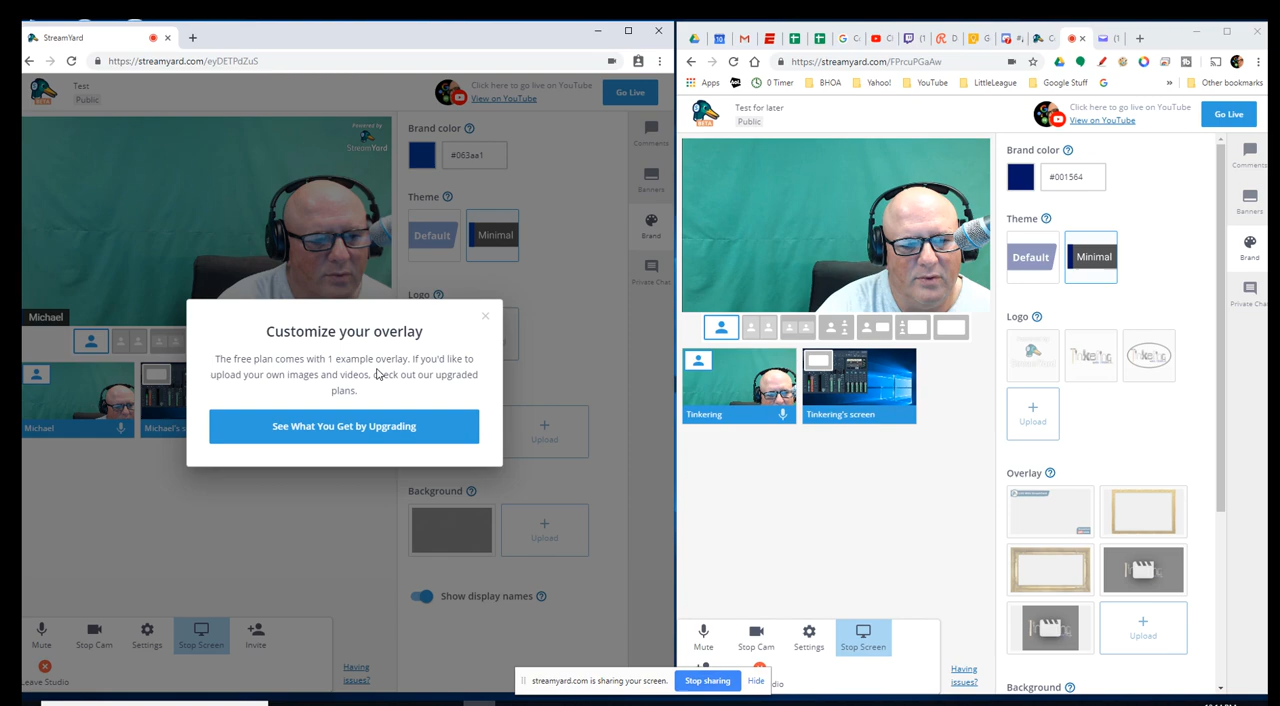 StreamYard
https://streamyard.com/eyDETPdZuS
Test
Public
Click here to go live on YouTube
View on YouTube
Go Live
Powered by
StreamYard
Michael
Michael
Brand color
#063aa1
Theme
Default
Minimal
Logo
Upload
Background
Upload
Show display names
Comments
Banners
Brand
Private Chat
Customize your overlay
The free plan comes with 1 example overlay. If you'd like to
upload your own images and videos, check out our upgraded
plans.
See What You Get by Upgrading
Mute
Stop Cam
Settings
Stop Screen
Invite
Leave Studio
Having
issues?
streamyard.com is sharing your screen.
Stop sharing
Hide
https://streamyard.com/FPrcuPGaAw
Apps
0 Timer
BHOA
Yahoo!
YouTube
LittleLeague
Google Stuff
»
Other bookmarks
Test for later
Public
Click here to go live on YouTube
View on YouTube
Go Live
Tinkering
Tinkering's screen
Brand color
#001564
Theme
Default
Minimal
Logo
Tinkering
Tinkering
Upload
Overlay
Upload
Background
Comments
Banners
Brand
Private Chat
Mute
Stop Cam
Settings
Stop Screen
Having
issues?